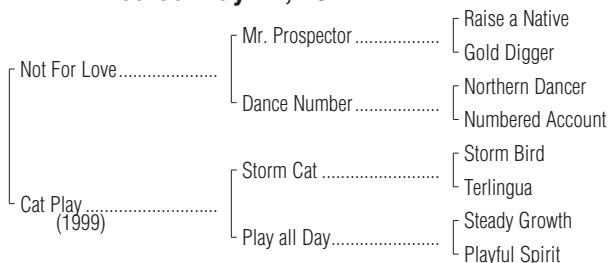 Raise a Native
Mr. Prospector ....................
Gold Digger
Not For Love.......................
Northern Dancer
Dance Number ....................
Numbered Account
Storm Bird
Storm Cat ............................
Terlingua
Cat Play ...............................
(1999)
Steady Growth
Play all Day.........................
Playful Spirit